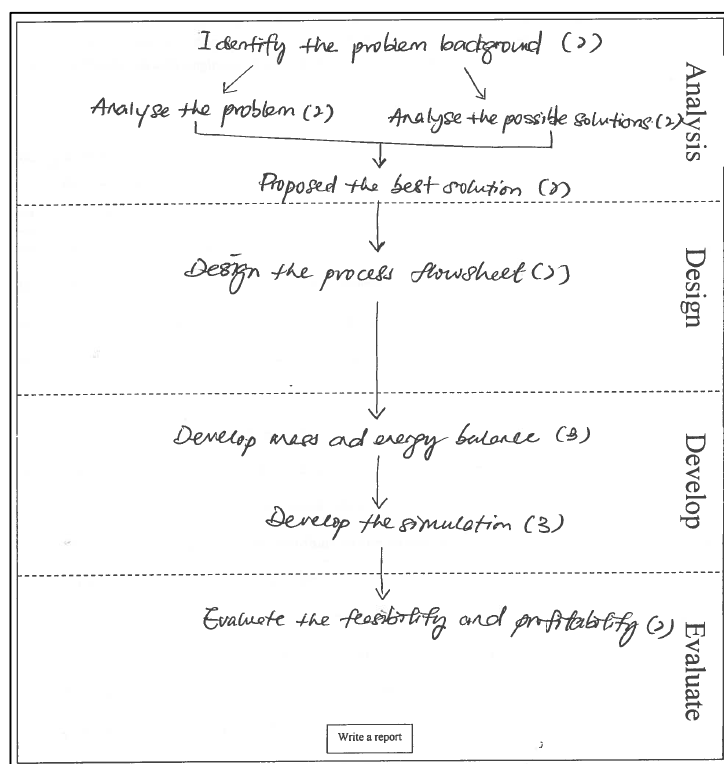 Identify the problem background (2)
Analyse the problem (2)
Analyse the possible solutions (2)
Analysis
Proposed the best solution (2)
Design the process flowsheet (2)
Design
Develop mass and energy balance (3)
Develop the simulation (3)
Develop
Evaluate the feasibility and profitability (2)
Evaluate
Write a report